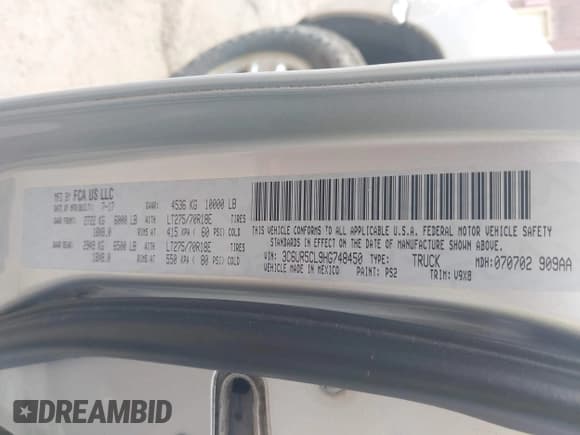 MFD BY FCA US LLC
DATE OF MFR 7-17 GVWR: 4536 KG 10000 LB
GAWR FRONT: 2722 KG 6000 LB WITH LT275/70R18E TIRES
18X8.0 RIMS AT 415 KPA ( 60 PSI) COLD
GAWR REAR: 2948 KG 6500 LB WITH LT275/70R18E TIRES
18X8.0 RIMS AT 550 KPA ( 80 PSI) COLD
THIS VEHICLE CONFORMS TO ALL APPLICABLE U.S.A. FEDERAL MOTOR VEHICLE SAFETY
STANDARDS IN EFFECT ON THE DATE OF MANUFACTURE SHOWN ABOVE.
VIN: 3C6UR5CL9HG748450 TYPE: TRUCK MDH: 070702 909AA
VEHICLE MADE IN MEXICO PAINT: PS2 TRIM: V9X8
DREAMBID